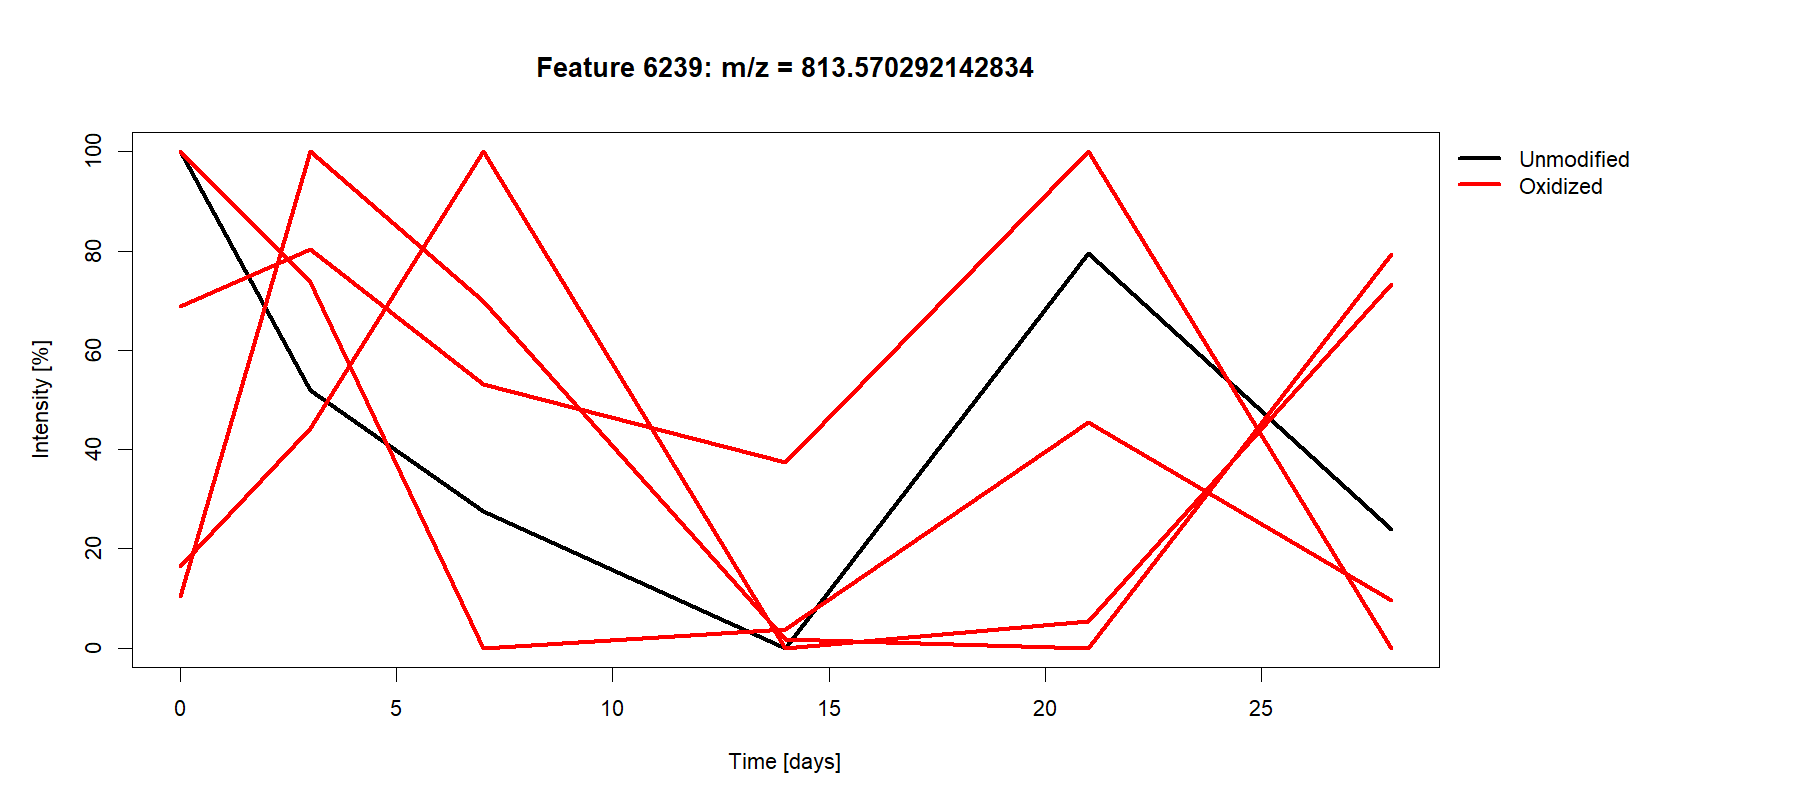 Feature 6239: m/z = 813.570292142834
Unmodified
Oxidized
Intensity [%]
100
80
60
40
20
0
0 5 10 15 20 25
Time [days]